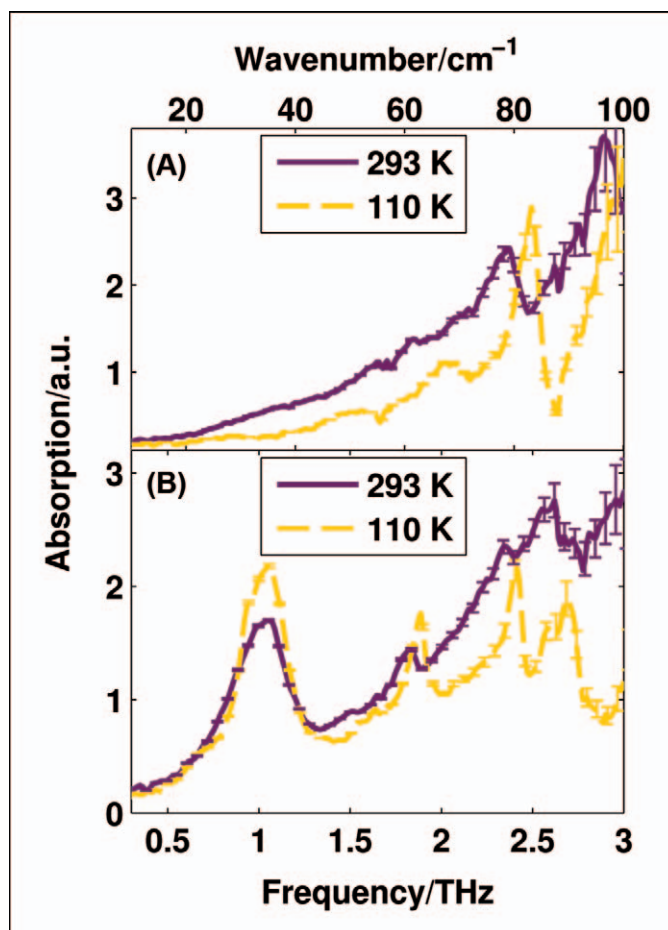 Wavenumber/cm⁻¹
20 40 60 80 100
(A)
293 K
110 K
3
2
1
Absorption/a.u.
(B)
293 K
110 K
3
2
1
0
0.5 1 1.5 2 2.5 3
Frequency/THz